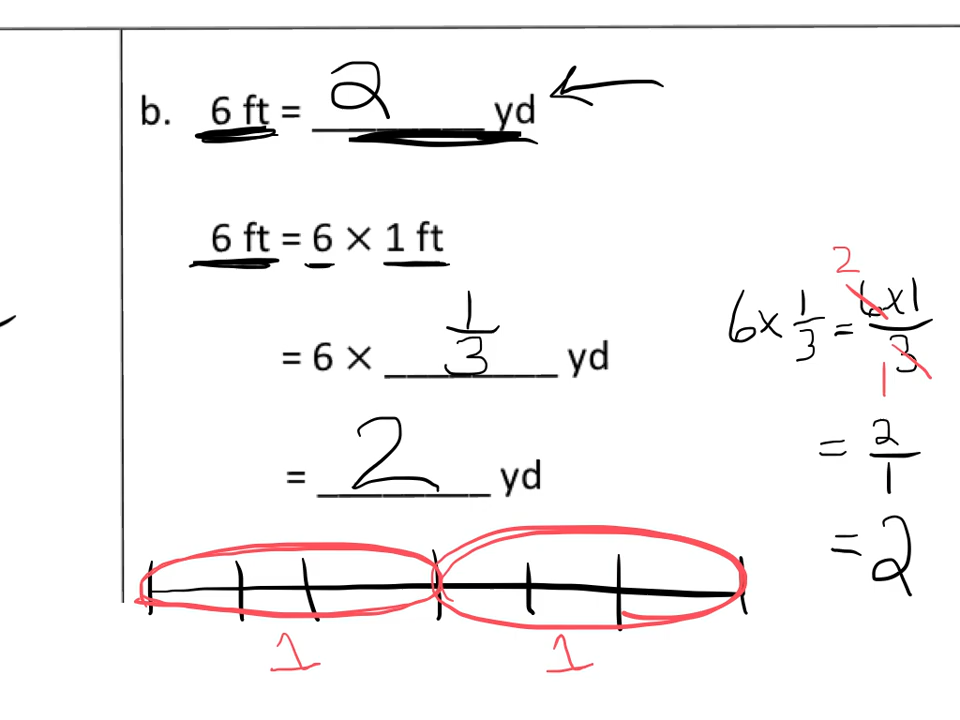 b. 6 ft = 2 yd
6 ft = 6 × 1 ft
= 6 × 1/3 yd
= 2 yd
1 1
2
6 × 1/3 = 6×1/3
1
= 2/1
= 2